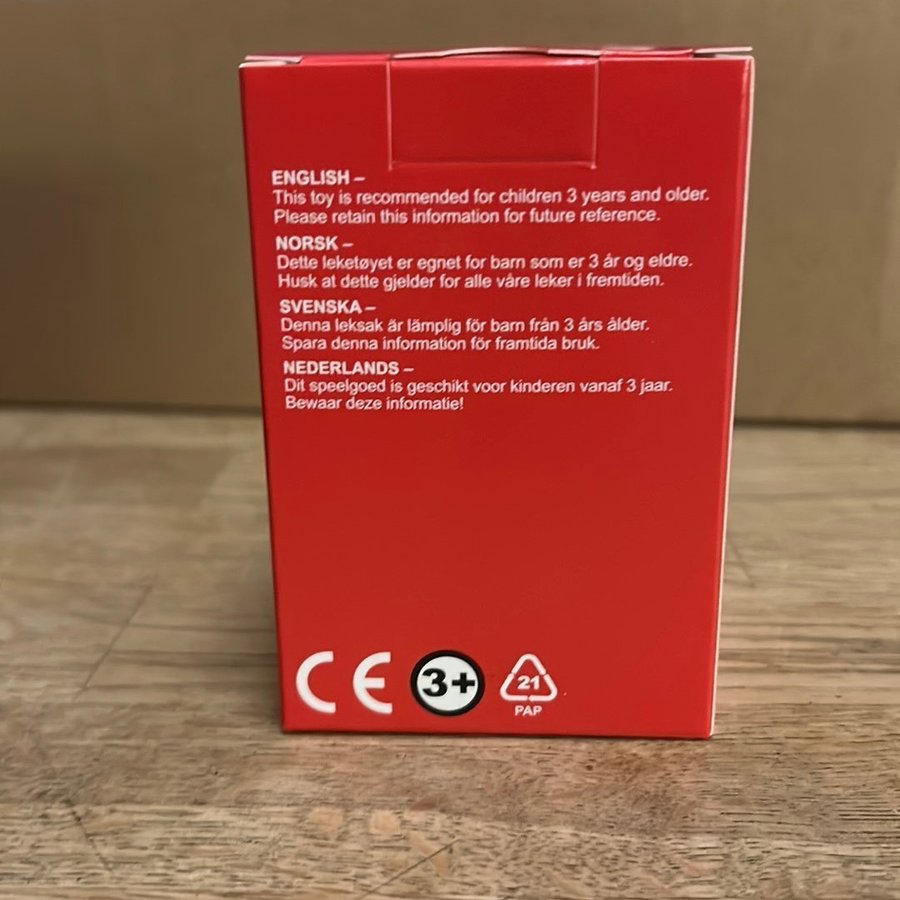 ENGLISH –
This toy is recommended for children 3 years and older.
Please retain this information for future reference.
NORSK –
Dette leketøyet er egnet for barn som er 3 år og eldre.
Husk at dette gjelder for alle våre leker i fremtiden.
SVENSKA –
Denna leksak är lämplig för barn från 3 års ålder.
Spara denna information för framtida bruk.
NEDERLANDS –
Dit speelgoed is geschikt voor kinderen vanaf 3 jaar.
Bewaar deze informatie!
CE 3+ 21
PAP